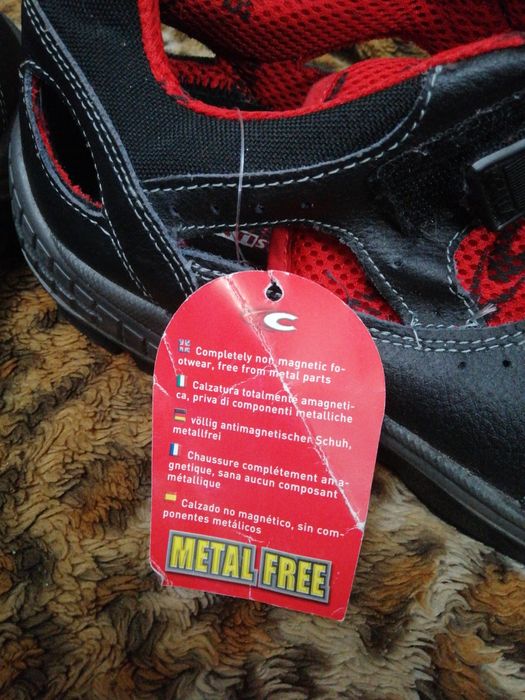 C
Completely non magnetic fo-
otwear, free from metal parts
Calzatura totalmente amagneti-
ca, priva di componenti metalliche
völlig antimagnetischer Schuh,
metallfrei
Chaussure complétement an a-
gnetique, sana aucun composant
métallique
Calzado no magnético, sin com-
ponentes metálicos
METAL FREE